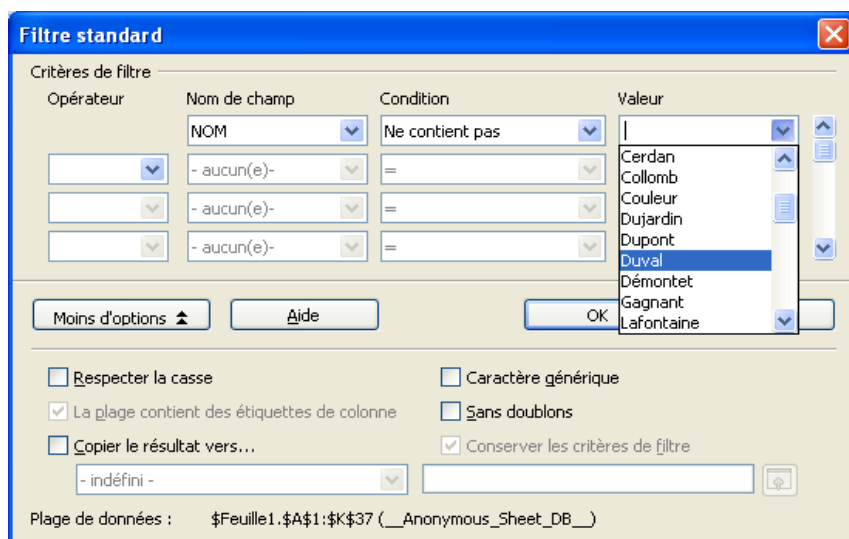 Filtre standard
Critères de filtre
Opérateur Nom de champ Condition Valeur
NOM Ne contient pas
- aucun(e)- =
- aucun(e)- =
- aucun(e)- =
Cerdan
Collomb
Couleur
Dujardin
Dupont
Duval
Démontet
Gagnant
Lafontaine
Moins d'options Aide OK
Respecter la casse Caractère générique
La plage contient des étiquettes de colonne Sans doublons
Copier le résultat vers... Conserver les critères de filtre
- indéfini -
Plage de données : $Feuille1.$A$1:$K$37 (__Anonymous_Sheet_DB__)